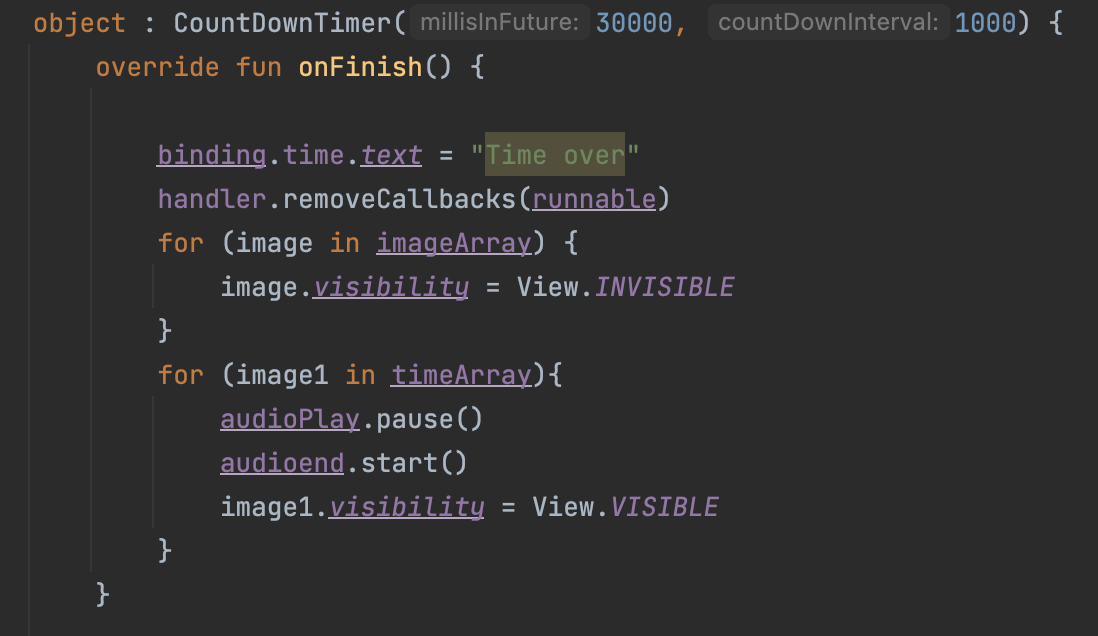 object : CountDownTimer( millisInFuture: 30000, countDownInterval: 1000) {
override fun onFinish() {
binding.time.text = "Time over"
handler.removeCallbacks(runnable)
for (image in imageArray) {
image.visibility = View.INVISIBLE
}
for (image1 in timeArray){
audioPlay.pause()
audioend.start()
image1.visibility = View.VISIBLE
}
}